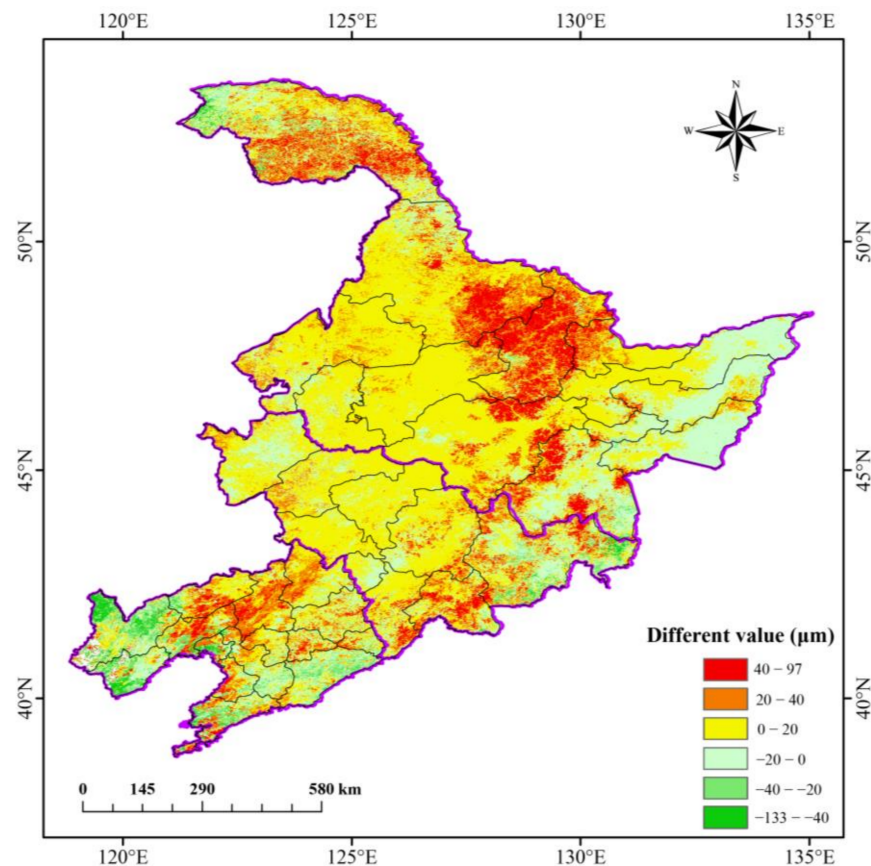 120°E 125°E 130°E 135°E
N
W E
S
50°N 50°N
45°N 45°N
40°N 40°N
Different value (μm)
40 − 97
20 − 40
0 − 20
−20 − 0
−40 − −20
−133 − −40
0 145 290 580 km
120°E 125°E 130°E 135°E